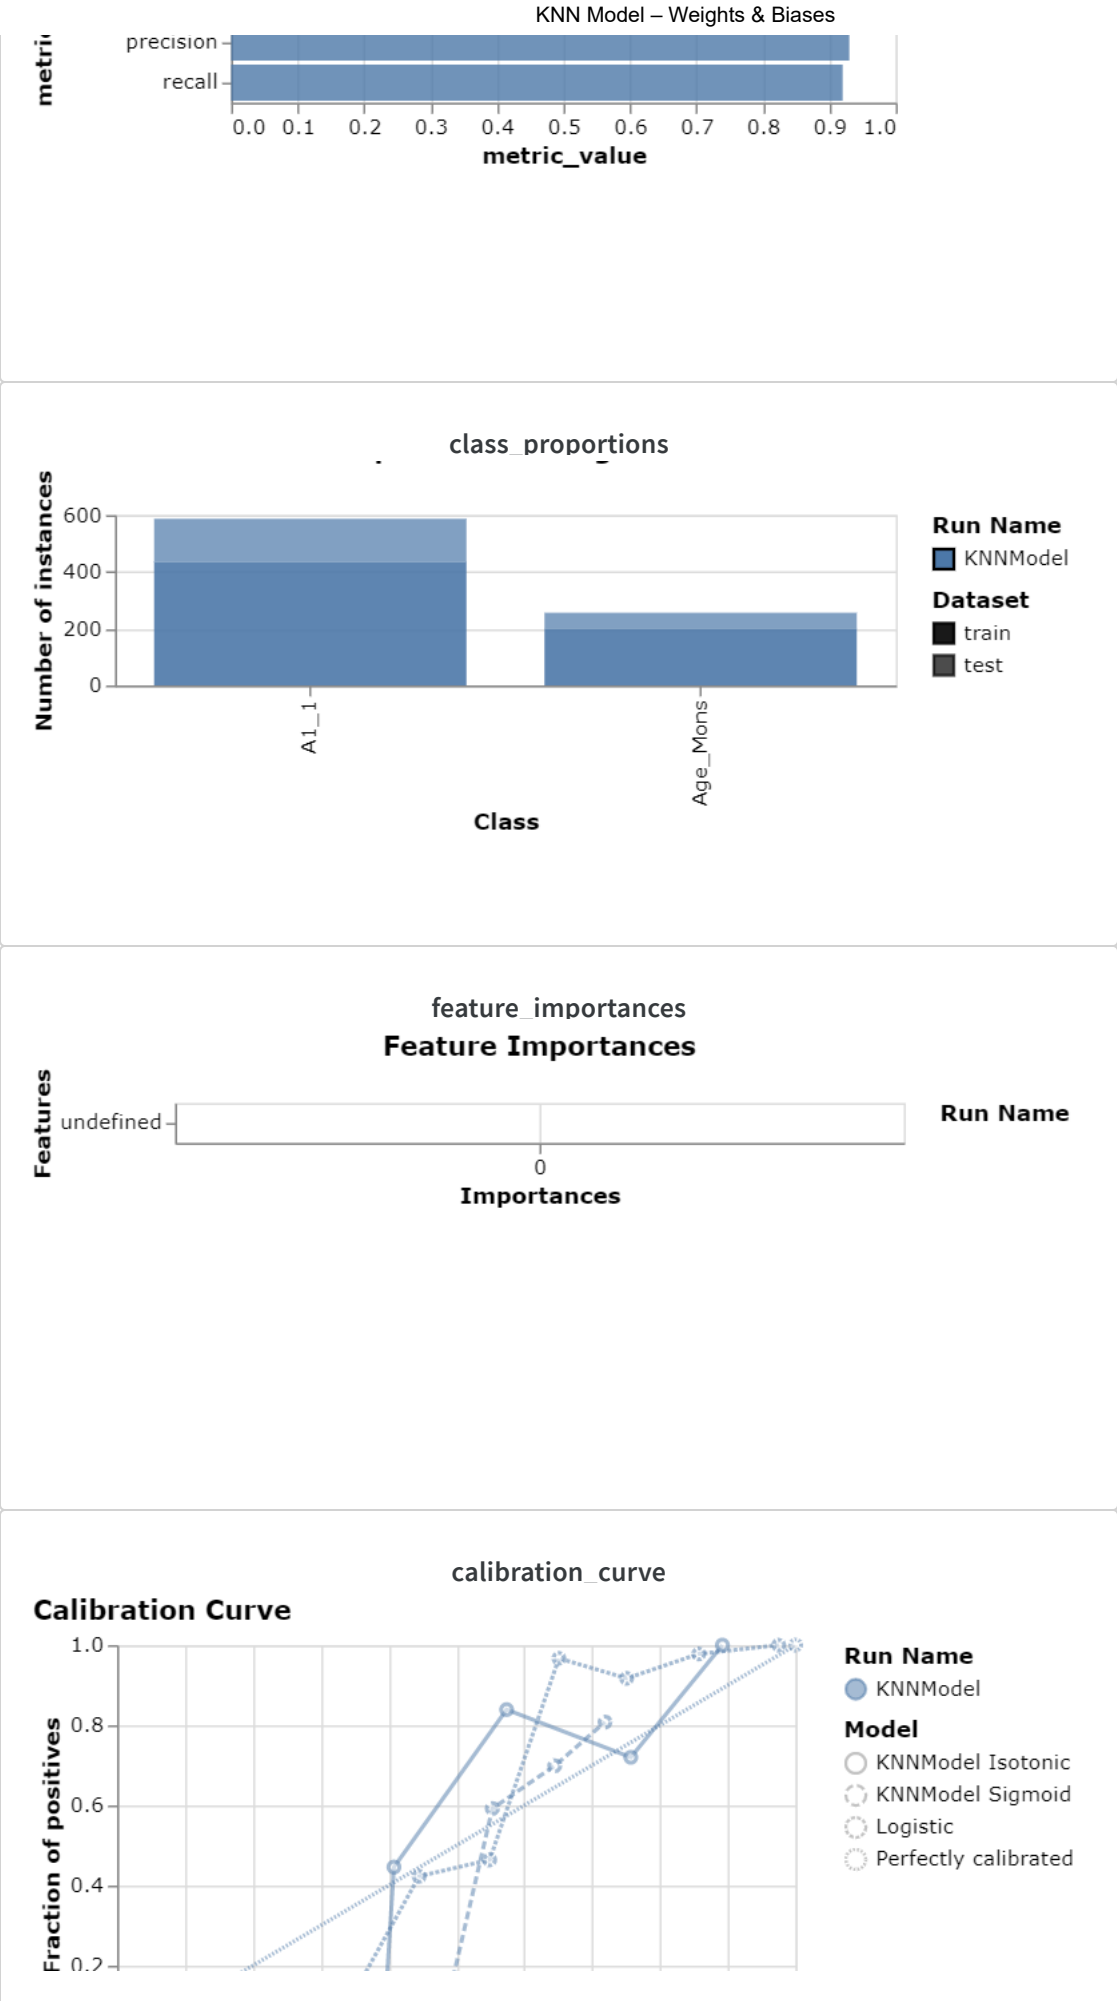 KNN Model – Weights & Biases
precision
recall
0.0 0.1 0.2 0.3 0.4 0.5 0.6 0.7 0.8 0.9 1.0
metric_value
class_proportions
Number of instances
600
400
200
0
A1_1
Age_Mons
Class
Run Name
KNNModel
Dataset
train
test
feature_importances
Feature Importances
Features
undefined
0
Importances
Run Name
calibration_curve
Calibration Curve
Fraction of positives
1.0
0.8
0.6
0.4
0.2
Run Name
KNNModel
Model
KNNModel Isotonic
KNNModel Sigmoid
Logistic
Perfectly calibrated